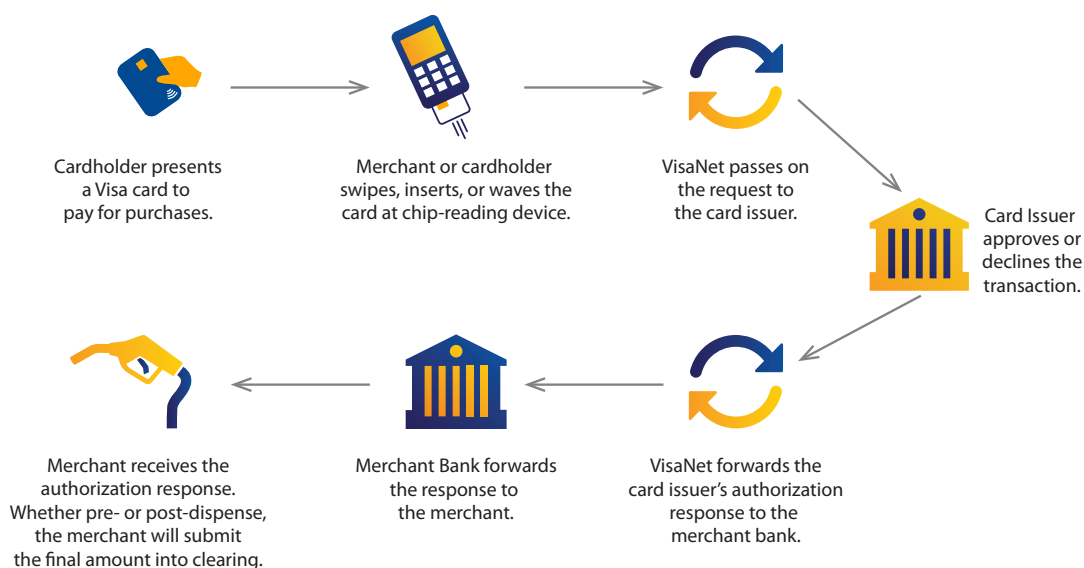 Cardholder presents
a Visa card to
pay for purchases.
Merchant or cardholder
swipes, inserts, or waves the
card at chip-reading device.
VisaNet passes on
the request to
the card issuer.
Card Issuer
approves or
declines the
transaction.
VisaNet forwards the
card issuer’s authorization
response to the
merchant bank.
Merchant Bank forwards
the response to
the merchant.
Merchant receives the
authorization response.
Whether pre- or post-dispense,
the merchant will submit
the final amount into clearing.